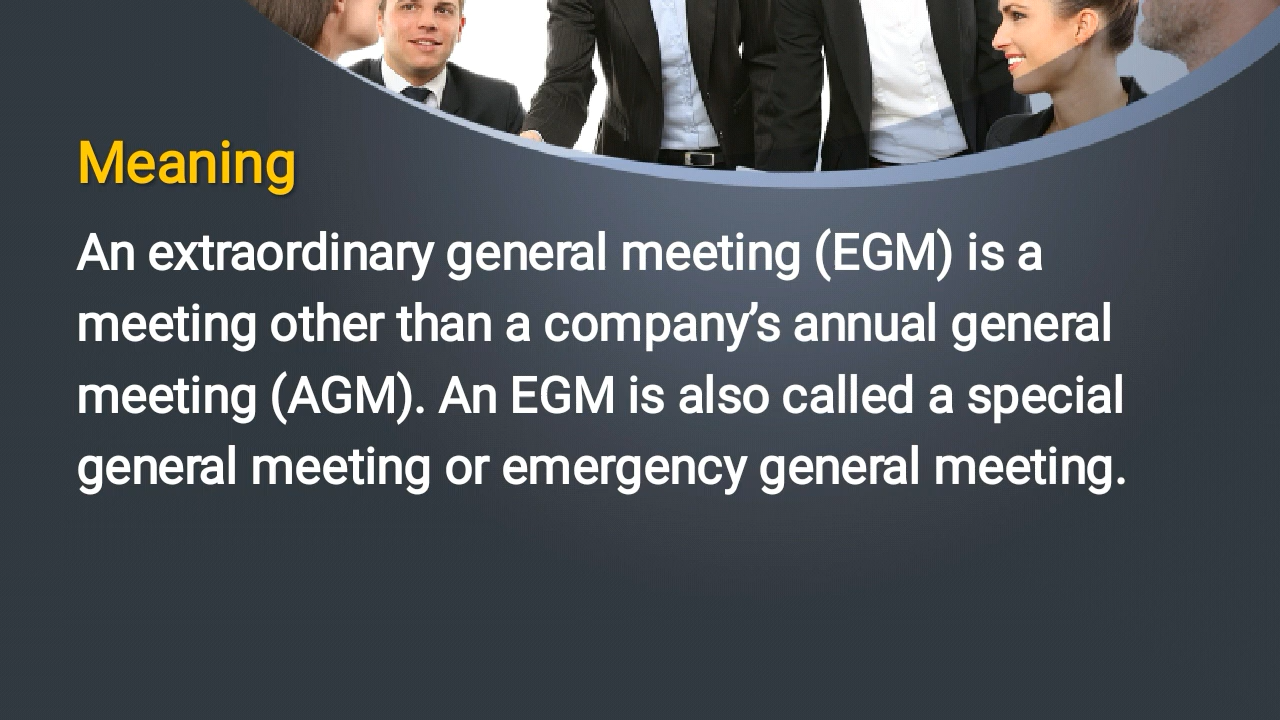 Meaning
An extraordinary general meeting (EGM) is a
meeting other than a company’s annual general
meeting (AGM). An EGM is also called a special
general meeting or emergency general meeting.